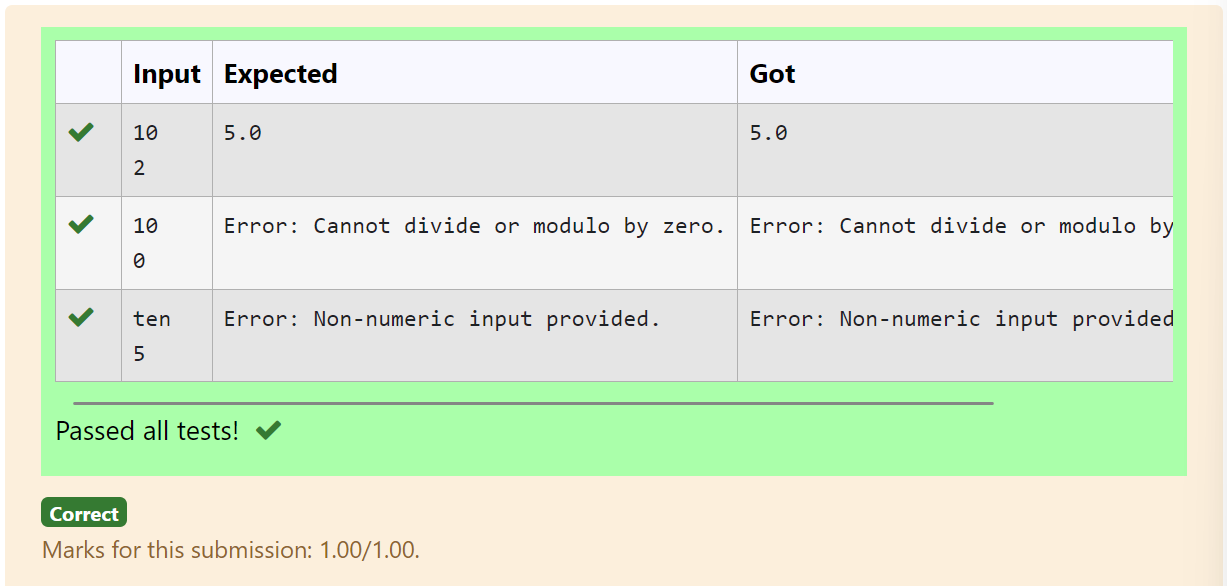 Input Expected Got
10 5.0 5.0
2
10 Error: Cannot divide or modulo by zero. Error: Cannot divide or modulo by
0
ten Error: Non-numeric input provided. Error: Non-numeric input provided
5
Passed all tests!
Correct
Marks for this submission: 1.00/1.00.